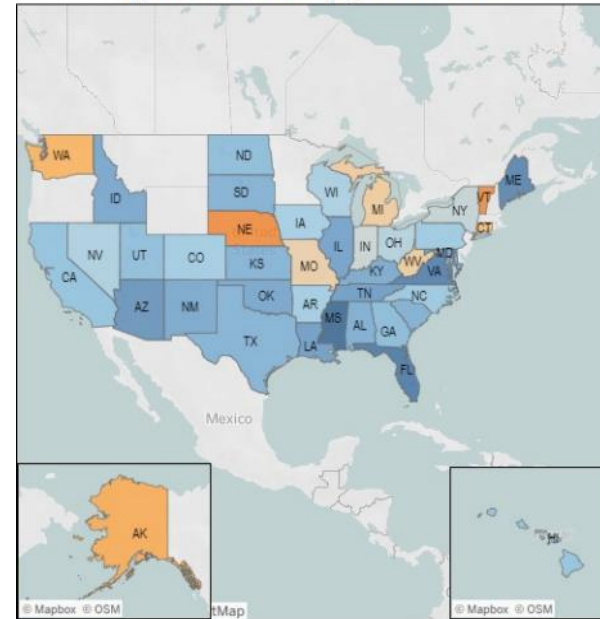 WA
ND
ME
ID
SD
WI
VT
MI
NY
CT
IA
NE
NV
UT
CO
IL
IN
OH
MD
CA
KS
MO
WV
VA
KY
AZ
NM
OK
AR
TN
NC
TX
LA
MS
AL
GA
FL
Mexico
AK
HI
© Mapbox © OSM
tMap
© Mapbox © OSM